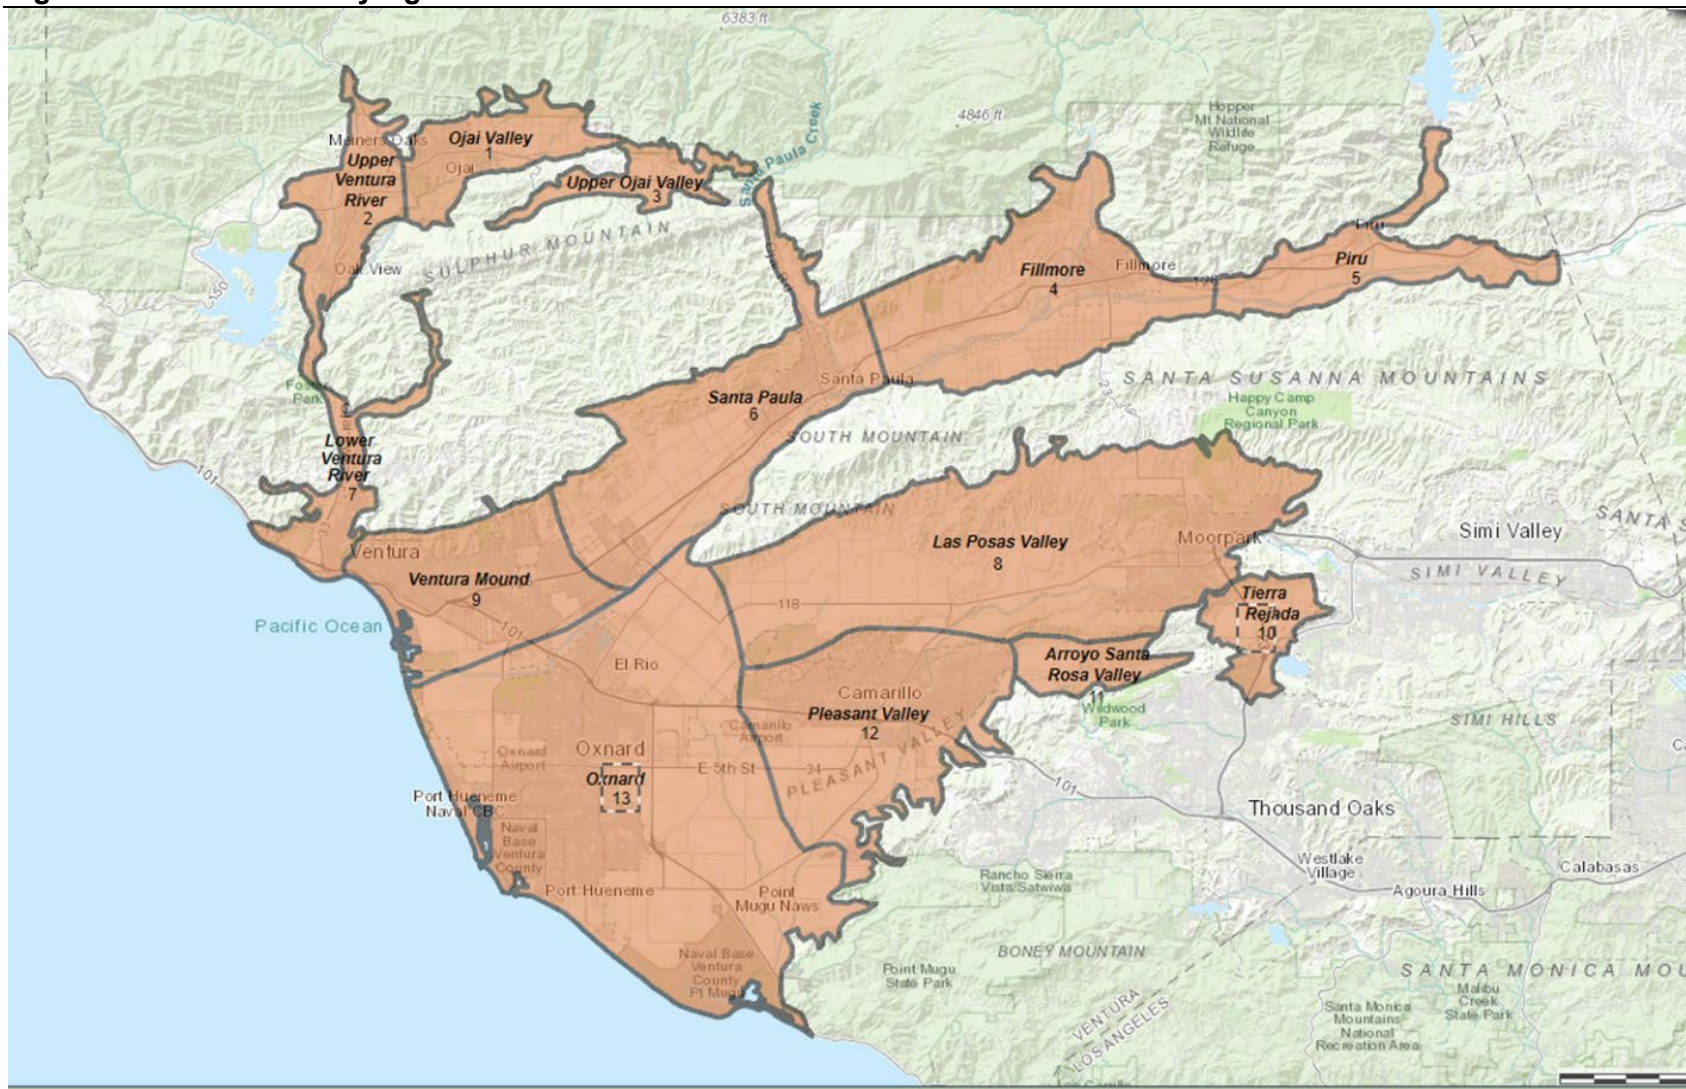 6383 ft
4846 ft
Hopper
Mt National
Wildlife
Refuge
Santa Paula Creek
Meiners Oaks
Ojai Valley
1
Ojai
Upper
Ventura
River
2
Upper Ojai Valley
3
Oak View
SULPHUR MOUNTAIN
150
Piru
Piru
5
Fillmore
4
Fillmore
126
Santa Paula
Santa Paula
6
SANTA SUSANNA MOUNTAINS
23
Happy Camp
Canyon
Regional Park
Foster
Park
SOUTH MOUNTAIN
Lower
Ventura
River
7
101
33
SOUTH MOUNTAIN
Ventura
Las Posas Valley
8
Moorpark
Simi Valley
SANTA S
SIMI VALLEY
Ventura Mound
9
118
101
Pacific Ocean
Tierra
Rejada
10
El Rio
Arroyo Santa
Rosa Valley
11
Wildwood
Park
Camarillo
Pleasant Valley
12
PLEASANT VALLEY
SIMI HILLS
Camarillo
Airport
Oxnard
Oxnard
Airport
E 5th St
34
Oxnard
13
101
Port Hueneme
Naval CBC
Naval
Base
Ventura
County
1
Thousand Oaks
Westlake
Village
Calabasas
Agoura Hills
Port Hueneme
Point
Mugu Naws
Rancho Sierra
Vista/Satwiwa
Naval Base
Ventura
County
Pt Mugu
Point Mugu
State Park
BONEY MOUNTAIN
SANTA MONICA MOU
Malibu
Creek
State Park
VENTURA
LOS ANGELES
Santa Monica
Mountains
National
Recreation Area